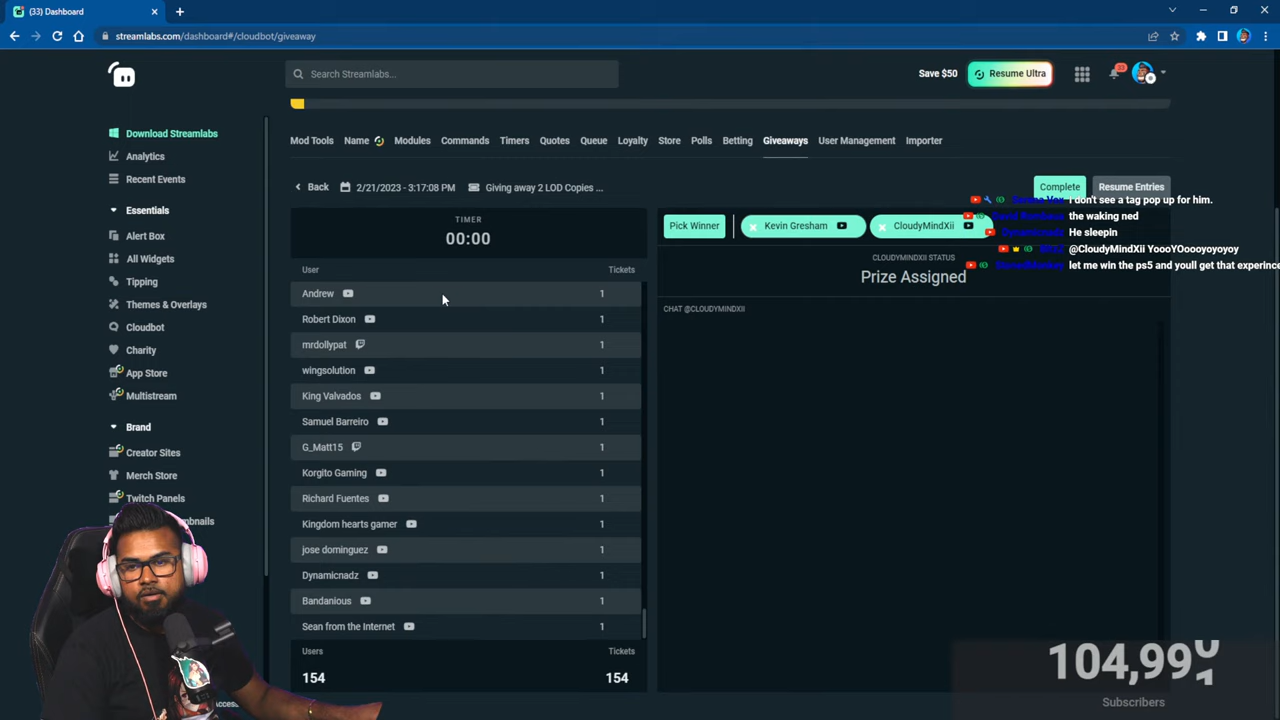 (33) Dashboard
streamlabs.com/dashboard#/cloudbot/giveaway
Search Streamlabs...
Save $50
Resume Ultra
Download Streamlabs
Analytics
Recent Events
Essentials
Alert Box
All Widgets
Tipping
Themes & Overlays
Cloudbot
Charity
App Store
Multistream
Brand
Creator Sites
Merch Store
Twitch Panels
Mod Tools Name Modules Commands Timers Quotes Queue Loyalty Store Polls Betting Giveaways User Management Importer
Back 2/21/2023 - 3:17:08 PM Giving away 2 LOD Copies ...
Complete Resume Entries
TIMER
00:00
User Tickets
Andrew 1
Robert Dixon 1
mrdollypat 1
wingsolution 1
King Valvados 1
Samuel Barreiro 1
G_Matt15 1
Korgito Gaming 1
Richard Fuentes 1
Kingdom hearts gamer 1
jose dominguez 1
Dynamicnadz 1
Bandanious 1
Sean from the Internet 1
Users Tickets
154 154
Pick Winner Kevin Gresham CloudyMindXii
CLOUDYMINDXII STATUS
Prize Assigned
CHAT @CLOUDYMINDXII
I don't see a tag pop up for him.
the waking ned
Dynamicnadz He sleepin
@CloudyMindXii YoooYOoooyoyoyoy
let me win the ps5 and youll get that experince
104,99
Subscribers